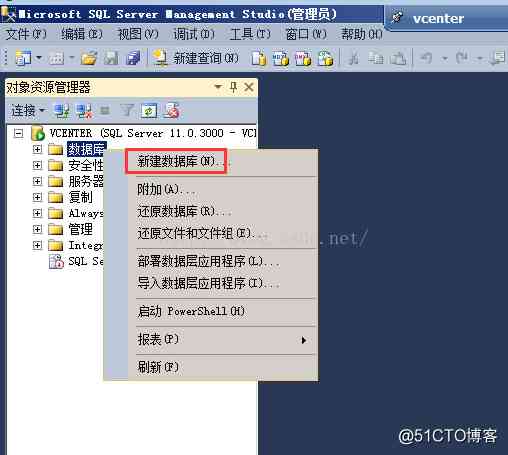 Microsoft SQL Server Management Studio(管理员)
vcenter
文件(F) 编辑(E) 视图(V) 调试(D) 工具(T) 窗口(W) 帮助(H)
新建查询(N)
对象资源管理器
连接
VCENTER (SQL Server 11.0.3000 - VCI
数据库
安全性
服务器
复制
Always
管理
Integr
SQL Se
新建数据库(N)...
附加(A)...
还原数据库(R)...
还原文件和文件组(E)...
部署数据层应用程序(L)...
导入数据层应用程序(I)...
启动 PowerShell(H)
报表(P)
刷新(F)
.net/
@51CTO博客